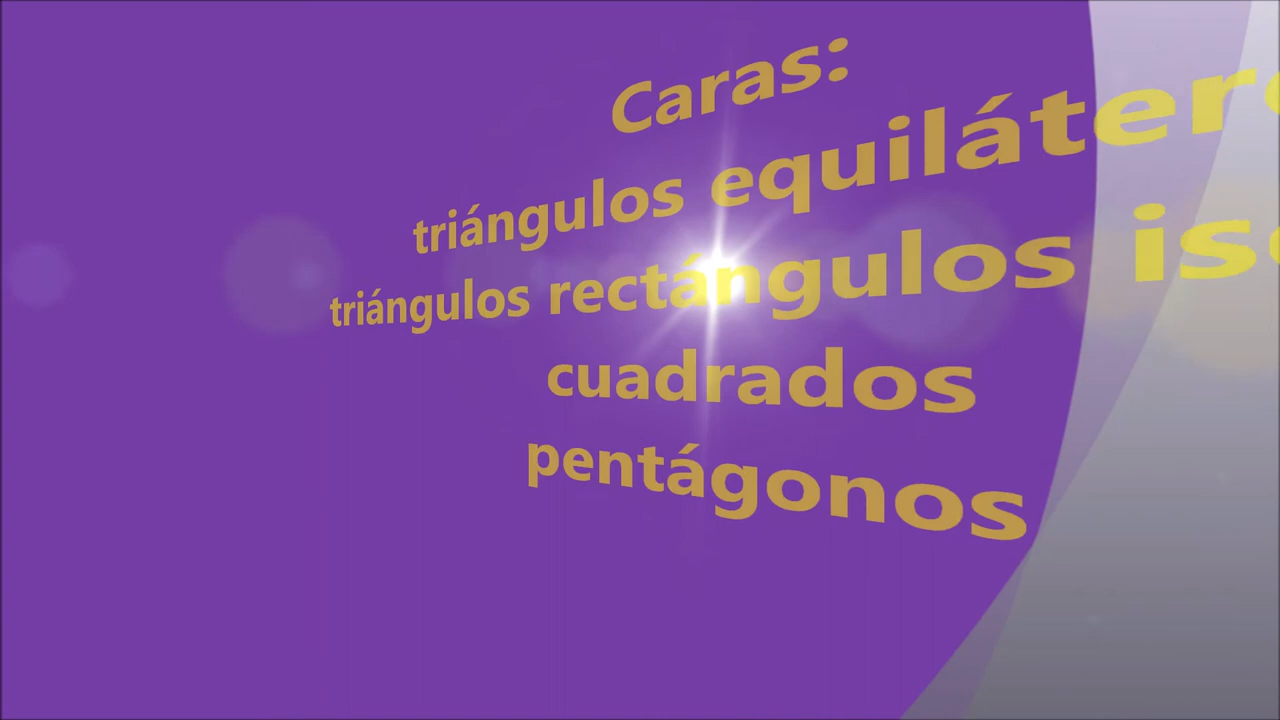 Caras:
triángulos equiláter
triángulos rectángulos is
cuadrados
pentágonos